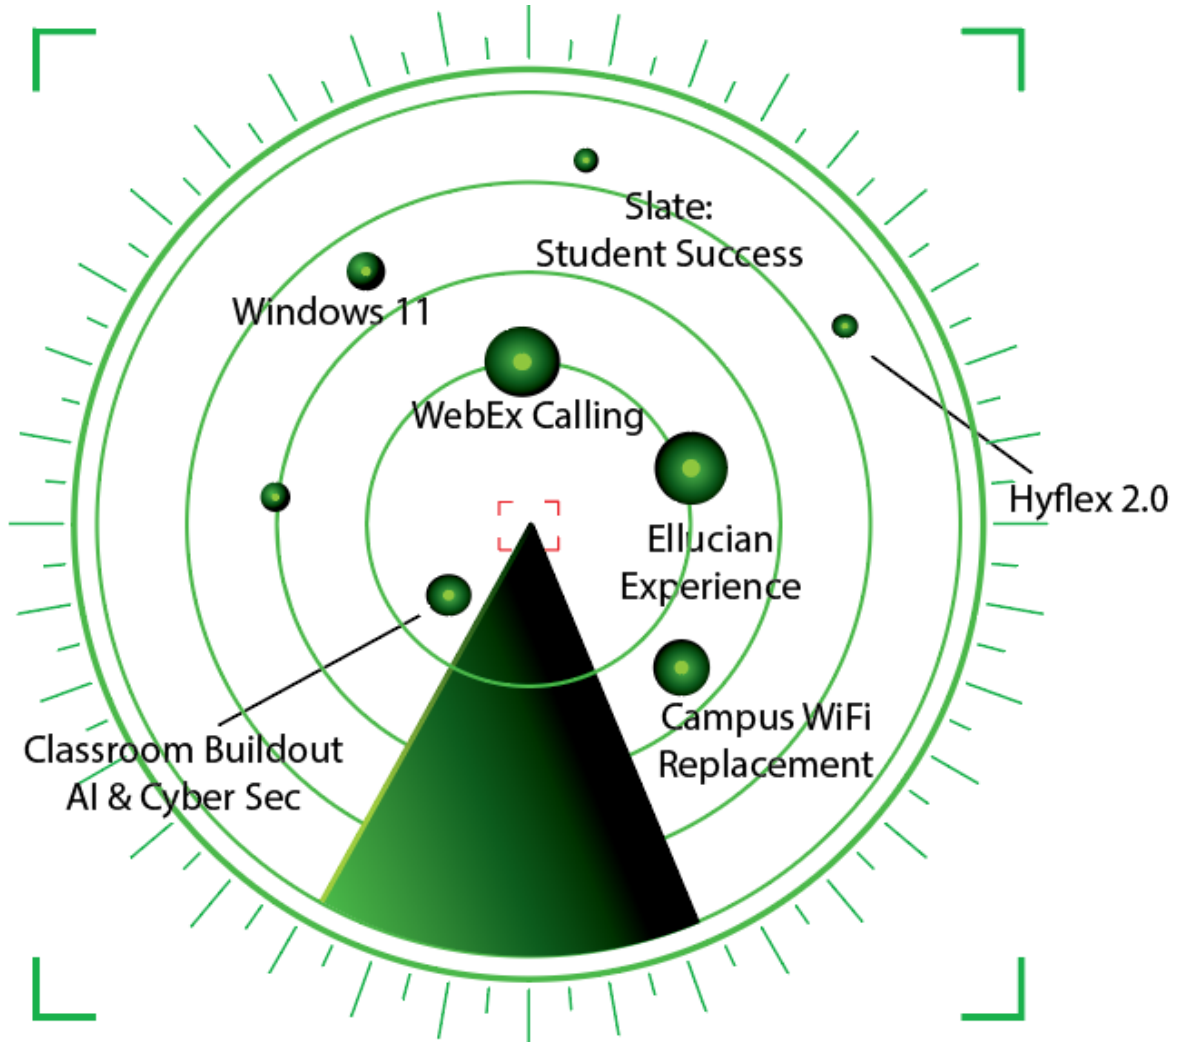 Slate:
Student Success
Windows 11
WebEx Calling
Hyflex 2.0
Ellucian
Experience
Campus WiFi
Replacement
Classroom Buildout
AI & Cyber Sec